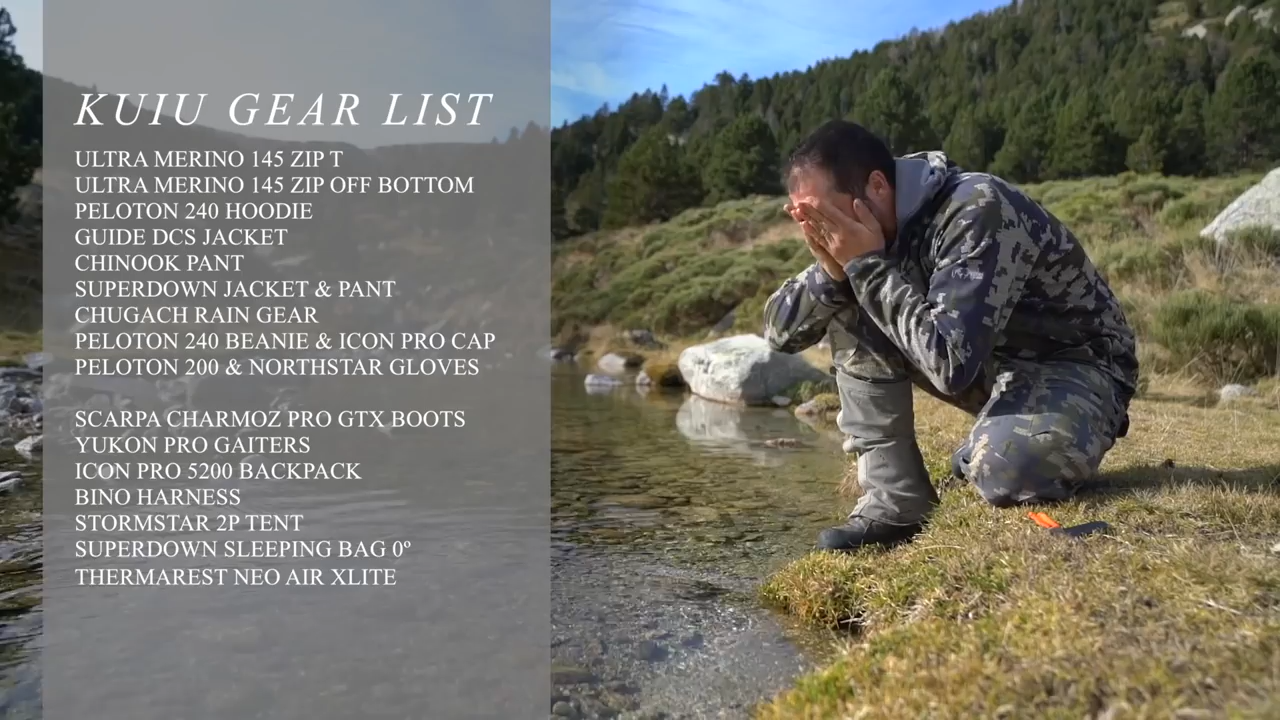 KUIU GEAR LIST
ULTRA MERINO 145 ZIP T
ULTRA MERINO 145 ZIP OFF BOTTOM
PELOTON 240 HOODIE
GUIDE DCS JACKET
CHINOOK PANT
SUPERDOWN JACKET & PANT
CHUGACH RAIN GEAR
PELOTON 240 BEANIE & ICON PRO CAP
PELOTON 200 & NORTHSTAR GLOVES
SCARPA CHARMOZ PRO GTX BOOTS
YUKON PRO GAITERS
ICON PRO 5200 BACKPACK
BINO HARNESS
STORMSTAR 2P TENT
SUPERDOWN SLEEPING BAG 0º
THERMAREST NEO AIR XLITE